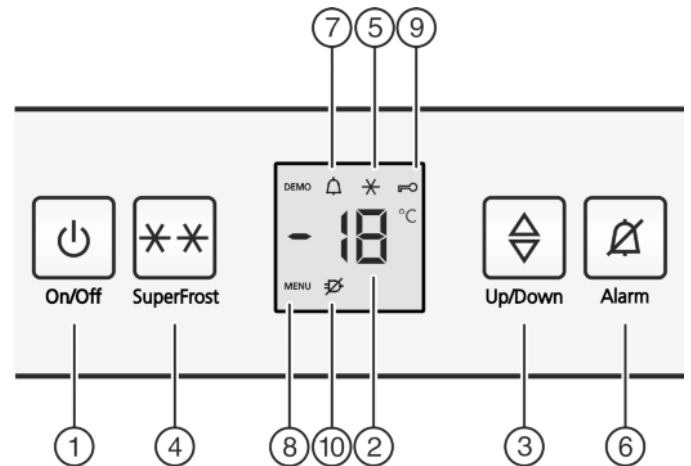 7 5 9
DEMO
-18 °C
MENU
On/Off SuperFrost Up/Down Alarm
1 4 8 10 2 3 6